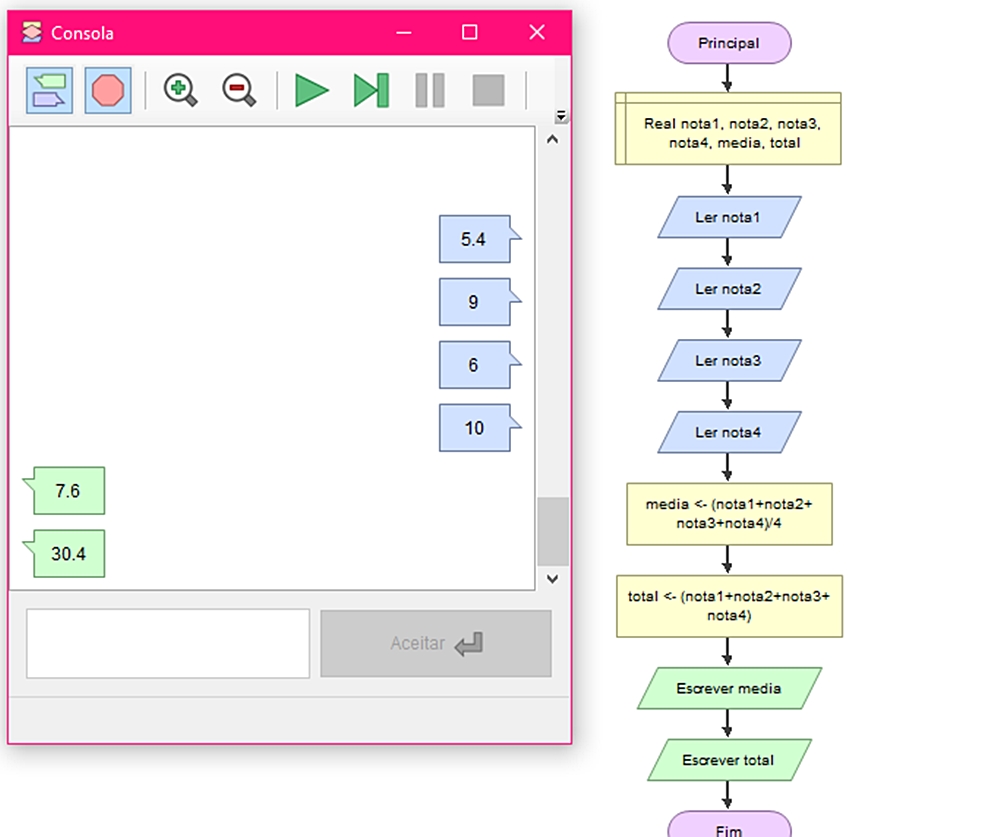 Consola
5.4
9
6
10
7.6
30.4
Aceitar
Principal
Real nota1, nota2, nota3,
nota4, media, total
Ler nota1
Ler nota2
Ler nota3
Ler nota4
media <- (nota1+nota2+
nota3+nota4)/4
total <- (nota1+nota2+nota3+
nota4)
Escrever media
Escrever total
Fim